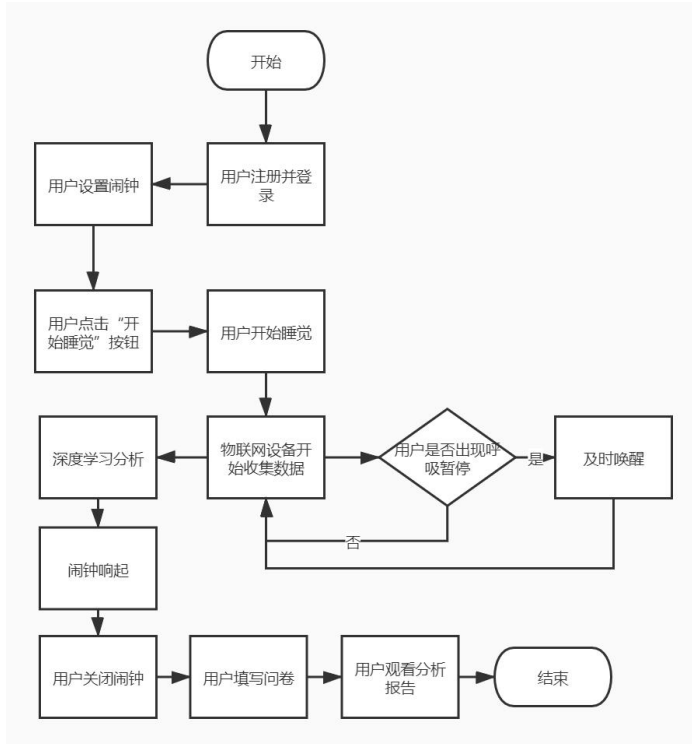 开始
用户注册并登
录
用户设置闹钟
用户点击“开
始睡觉”按钮
用户开始睡觉
物联网设备开
始收集数据
用户是否出现呼
吸暂停
是
及时唤醒
否
深度学习分析
闹钟响起
用户关闭闹钟
用户填写问卷
用户观看分析
报告
结束